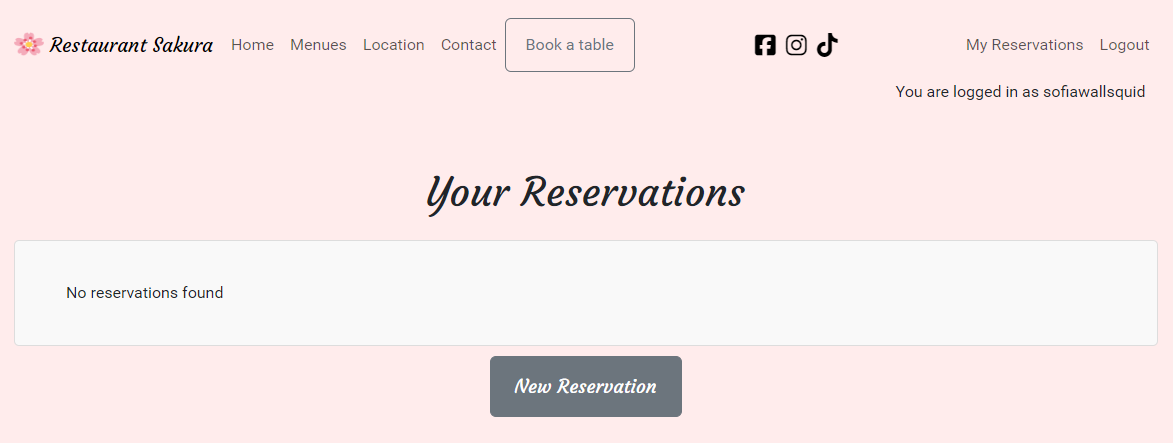 Restaurant Sakura Home Menues Location Contact Book a table My Reservations Logout
You are logged in as sofiawallsquid
Your Reservations
No reservations found
New Reservation